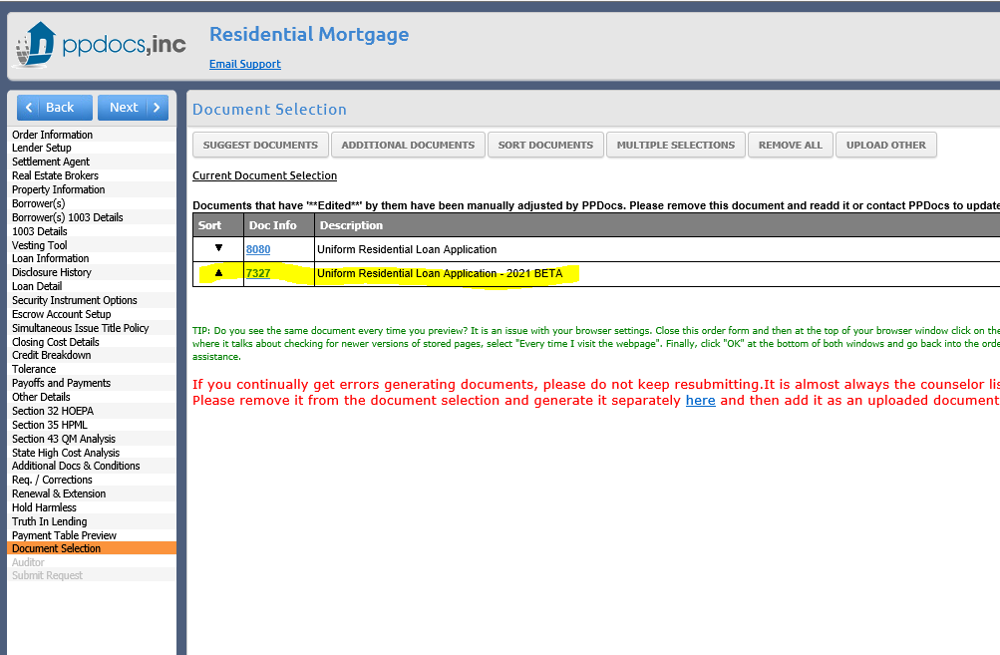 ppdocs,inc
Residential Mortgage
Email Support
Back
Next
Order Information
Lender Setup
Settlement Agent
Real Estate Brokers
Property Information
Borrower(s)
Borrower(s) 1003 Details
1003 Details
Vesting Tool
Loan Information
Disclosure History
Loan Detail
Security Instrument Options
Escrow Account Setup
Simultaneous Issue Title Policy
Closing Cost Details
Credit Breakdown
Tolerance
Payoffs and Payments
Other Details
Section 32 HOEPA
Section 35 HPML
Section 43 QM Analysis
State High Cost Analysis
Additional Docs & Conditions
Req. / Corrections
Renewal & Extension
Hold Harmless
Truth In Lending
Payment Table Preview
Document Selection
Auditor
Submit Request
Document Selection
SUGGEST DOCUMENTS ADDITIONAL DOCUMENTS SORT DOCUMENTS MULTIPLE SELECTIONS REMOVE ALL UPLOAD OTHER
Current Document Selection
Documents that have '**Edited**' by them have been manually adjusted by PPDocs. Please remove this document and readd it or contact PPDocs to update
Sort Doc Info Description
▼ 8080 Uniform Residential Loan Application
▲ 7327 Uniform Residential Loan Application - 2021 BETA
TIP: Do you see the same document every time you preview? It is an issue with your browser settings. Close this order form and then at the top of your browser window click on the
where it talks about checking for newer versions of stored pages, select "Every time I visit the webpage". Finally, click "OK" at the bottom of both windows and go back into the orde
assistance.
If you continually get errors generating documents, please do not keep resubmitting.It is almost always the counselor lis
Please remove it from the document selection and generate it separately here and then add it as an uploaded document